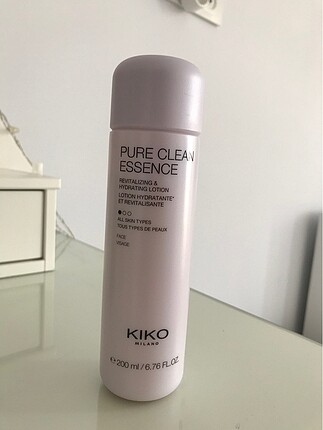 PURE CLEAN
ESSENCE
REVITALIZING &
HYDRATING LOTION
LOTION HYDRATANTE*
ET REVITALISANTE
ALL SKIN TYPES
TOUS TYPES DE PEAUX
FACE
VISAGE
KIKO
MILANO
e 200 ml / 6.76 FL.OZ.